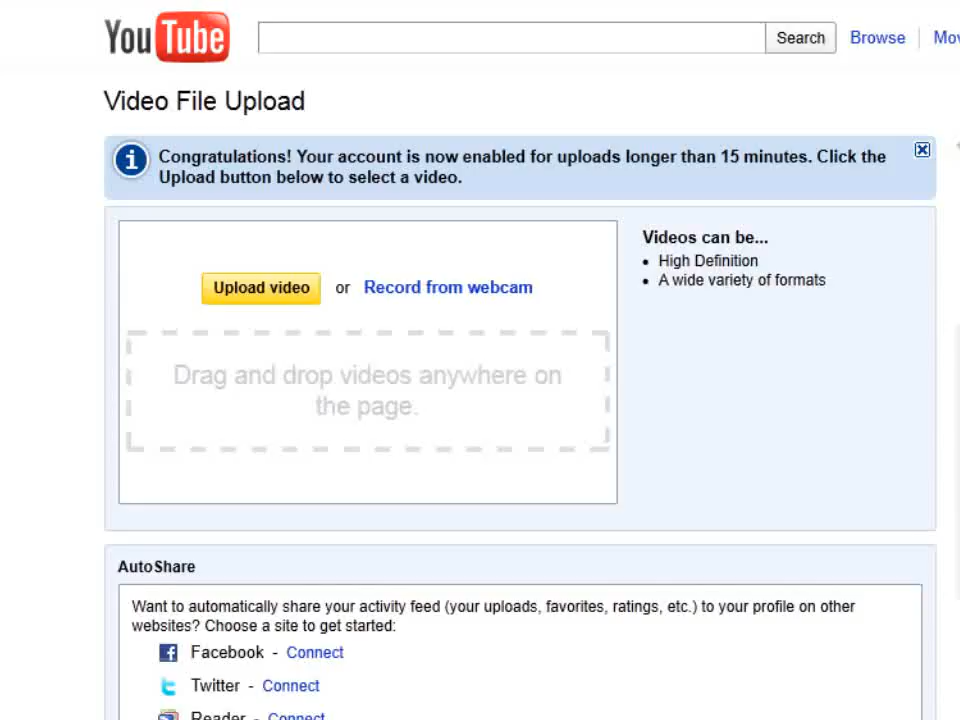 YouTube
Search
Browse
Video File Upload
Congratulations! Your account is now enabled for uploads longer than 15 minutes. Click the
Upload button below to select a video.
Upload video or Record from webcam
Drag and drop videos anywhere on
the page.
Videos can be...
• High Definition
• A wide variety of formats
AutoShare
Want to automatically share your activity feed (your uploads, favorites, ratings, etc.) to your profile on other
websites? Choose a site to get started:
Facebook - Connect
Twitter - Connect
Reader - Connect